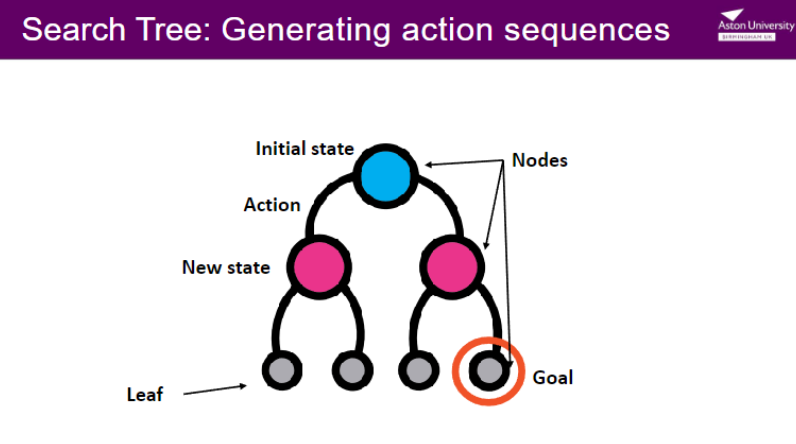 Search Tree: Generating action sequences
Aston University
BIRMINGHAM UK
Initial state
Nodes
Action
New state
Goal
Leaf